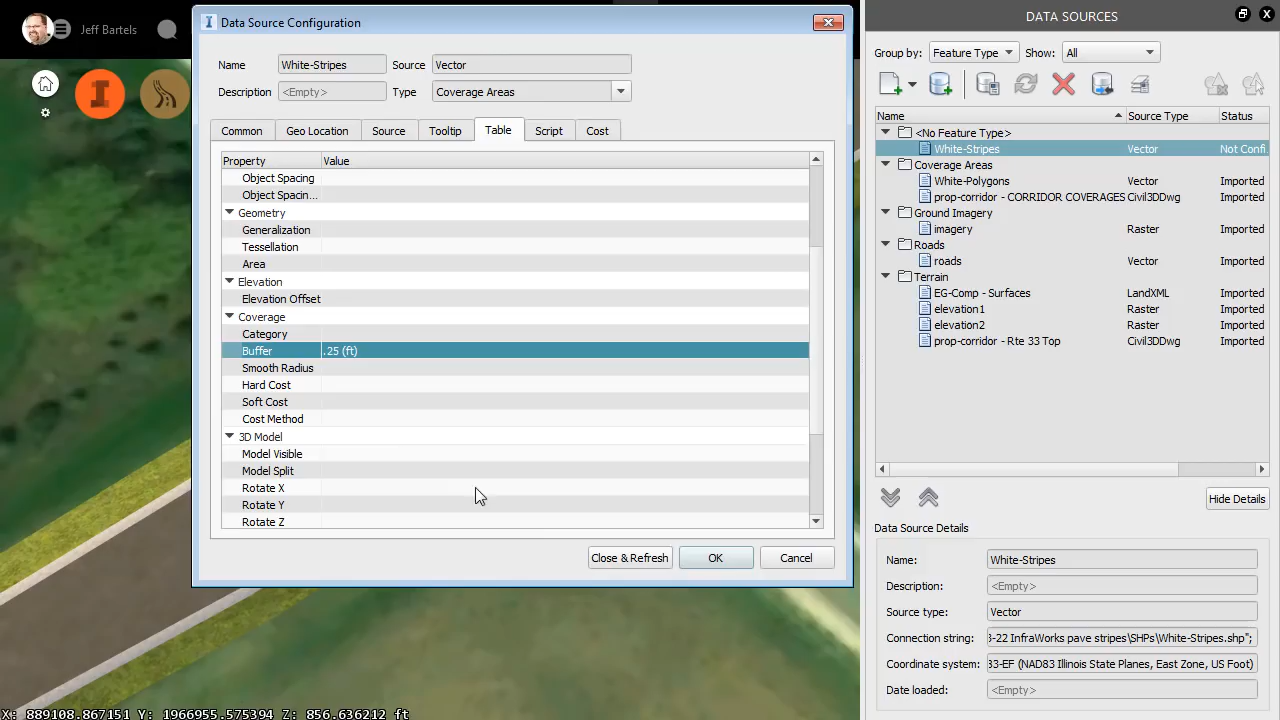 Jeff Bartels
Data Source Configuration
Name White-Stripes Source Vector
Description <Empty> Type Coverage Areas
Common Geo Location Source Tooltip Table Script Cost
Property Value
Object Spacing
Object Spacin...
Geometry
Generalization
Tessellation
Area
Elevation
Elevation Offset
Coverage
Category
Buffer .25 (ft)
Smooth Radius
Hard Cost
Soft Cost
Cost Method
3D Model
Model Visible
Model Split
Rotate X
Rotate Y
Rotate Z
Close & Refresh OK Cancel
X: 889108.867151 Y: 1966955.575394 Z: 856.636212 ft
DATA SOURCES
Group by: Feature Type Show: All
Name Source Type Status
<No Feature Type>
White-Stripes Vector Not Confi.
Coverage Areas
White-Polygons Vector Imported
prop-corridor - CORRIDOR COVERAGES Civil3DDwg Imported
Ground Imagery
imagery Raster Imported
Roads
roads Vector Imported
Terrain
EG-Comp - Surfaces LandXML Imported
elevation1 Raster Imported
elevation2 Raster Imported
prop-corridor - Rte 33 Top Civil3DDwg Imported
Hide Details
Data Source Details
Name: White-Stripes
Description: <Empty>
Source type: Vector
Connection string: 3-22 InfraWorks pave stripes\SHPs\White-Stripes.shp";
Coordinate system: 33-EF (NAD83 Illinois State Planes, East Zone, US Foot)
Date loaded: <Empty>